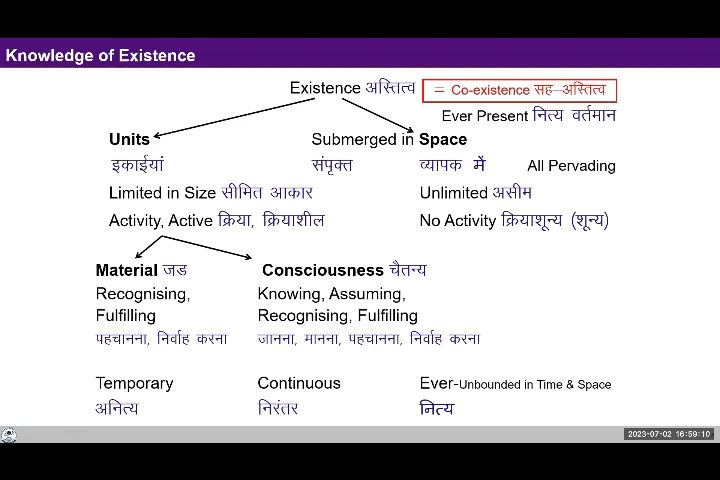 Knowledge of Existence
Existence अस्तित्व = Co-existence सह–अस्तित्व
Ever Present नित्य वर्तमान
Units Submerged in Space
इकाईयां संपृक्त व्यापक में All Pervading
Limited in Size सीमित आकार Unlimited असीम
Activity, Active क्रिया, क्रियाशील No Activity क्रियाशून्य (शून्य)
Material जड Consciousness चैतन्य
Recognising, Knowing, Assuming,
Fulfilling Recognising, Fulfilling
पहचानना, निर्वाह करना जानना, मानना, पहचानना, निर्वाह करना
Temporary Continuous Ever-Unbounded in Time & Space
अनित्य निरंतर नित्य
2023-07-02 16:59:10